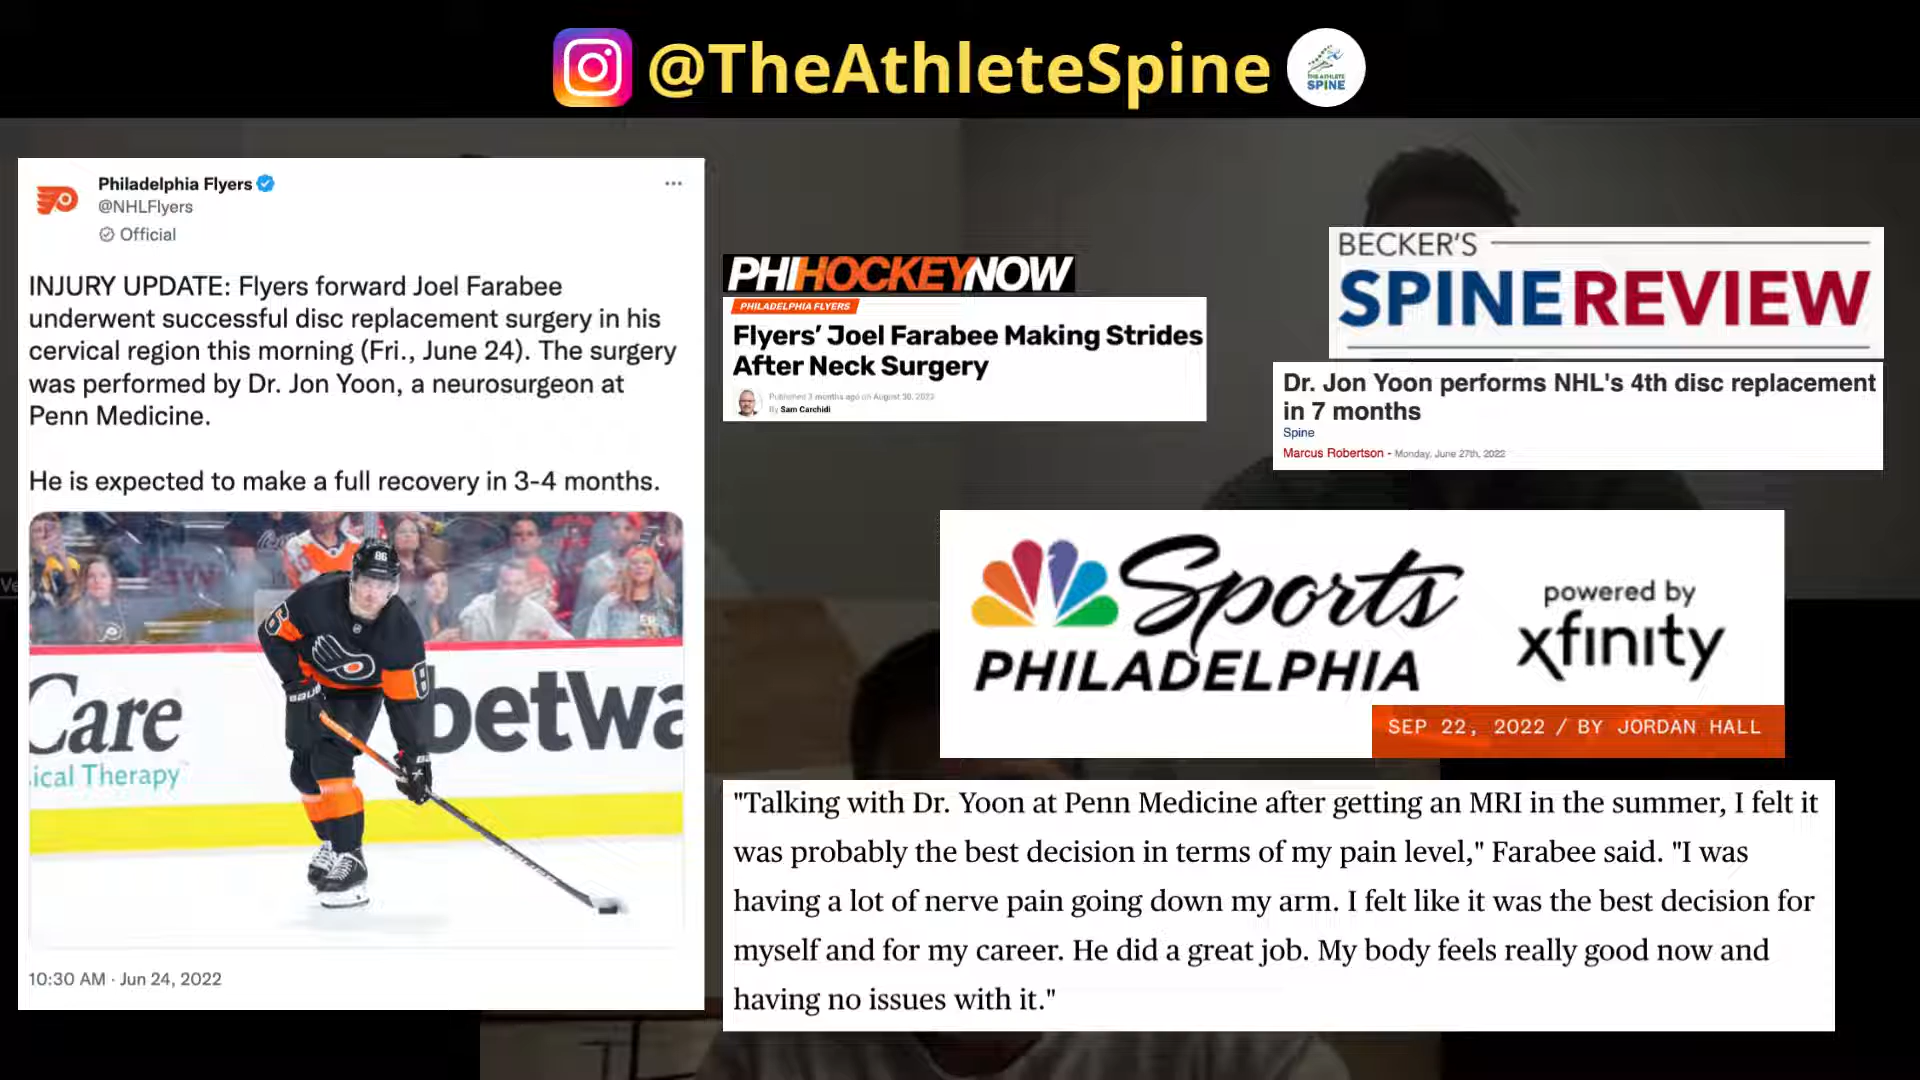 @TheAthleteSpine
THE ATHLETE
SPINE
Philadelphia Flyers
@NHLFlyers
Official
INJURY UPDATE: Flyers forward Joel Farabee
underwent successful disc replacement surgery in his
cervical region this morning (Fri., June 24). The surgery
was performed by Dr. Jon Yoon, a neurosurgeon at
Penn Medicine.
He is expected to make a full recovery in 3-4 months.
86
Care
ical Therapy
betwa
10:30 AM · Jun 24, 2022
PHIHOCKEYNOW
PHILADELPHIA FLYERS
Flyers' Joel Farabee Making Strides
After Neck Surgery
Published 3 months ago on August 30, 2022
By Sam Carchidi
BECKER'S
SPINE REVIEW
Dr. Jon Yoon performs NHL's 4th disc replacement
in 7 months
Spine
Marcus Robertson - Monday, June 27th, 2022
Sports
PHILADELPHIA
powered by
xfinity
SEP 22, 2022 / BY JORDAN HALL
"Talking with Dr. Yoon at Penn Medicine after getting an MRI in the summer, I felt it
was probably the best decision in terms of my pain level," Farabee said. "I was
having a lot of nerve pain going down my arm. I felt like it was the best decision for
myself and for my career. He did a great job. My body feels really good now and
having no issues with it."